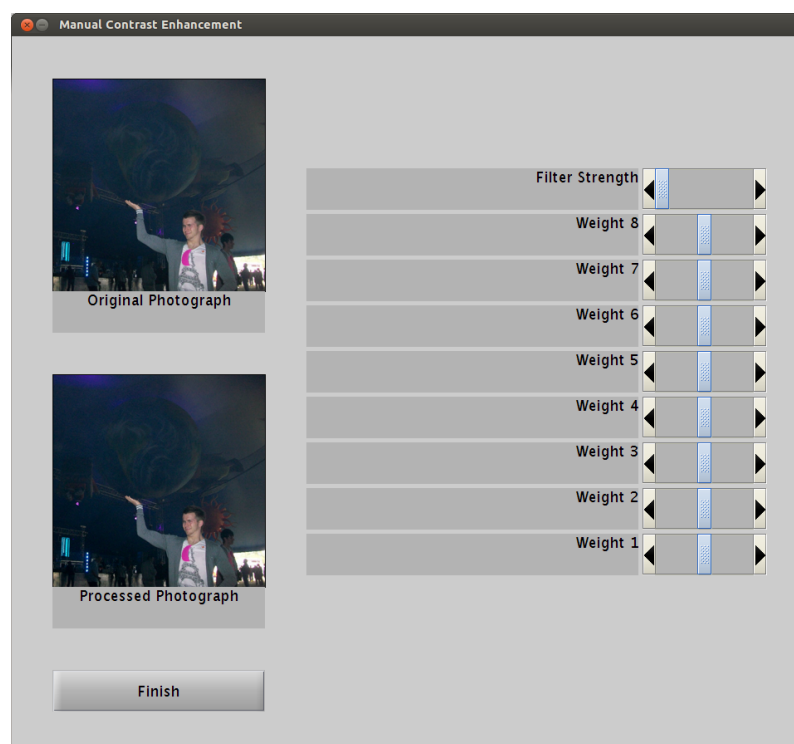 Manual Contrast Enhancement
Original Photograph
Processed Photograph
Finish
Filter Strength
Weight 8
Weight 7
Weight 6
Weight 5
Weight 4
Weight 3
Weight 2
Weight 1